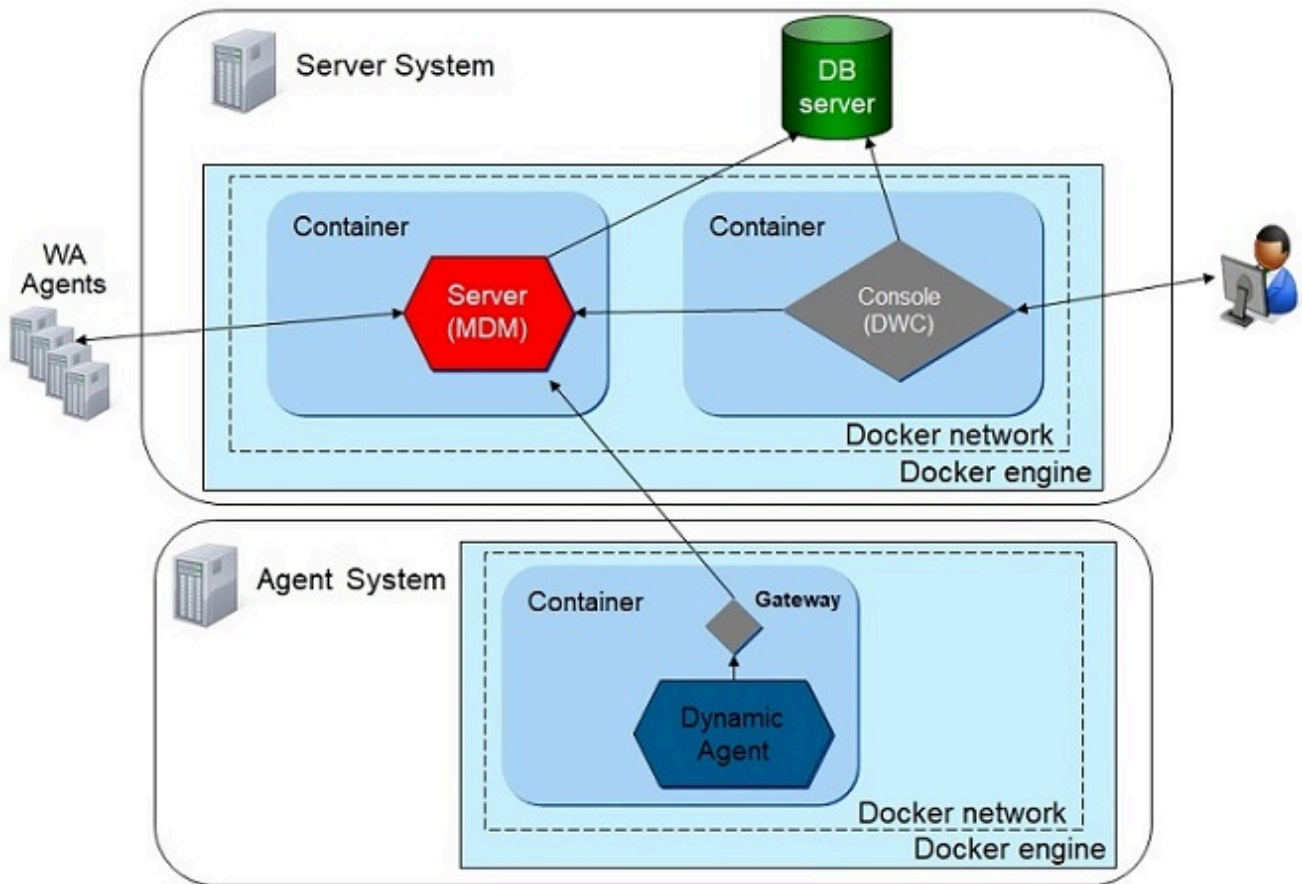 Server System
DB
server
Container
Container
WA
Agents
Server
(MDM)
Console
(DWC)
Docker network
Docker engine
Agent System
Container
Gateway
Dynamic
Agent
Docker network
Docker engine